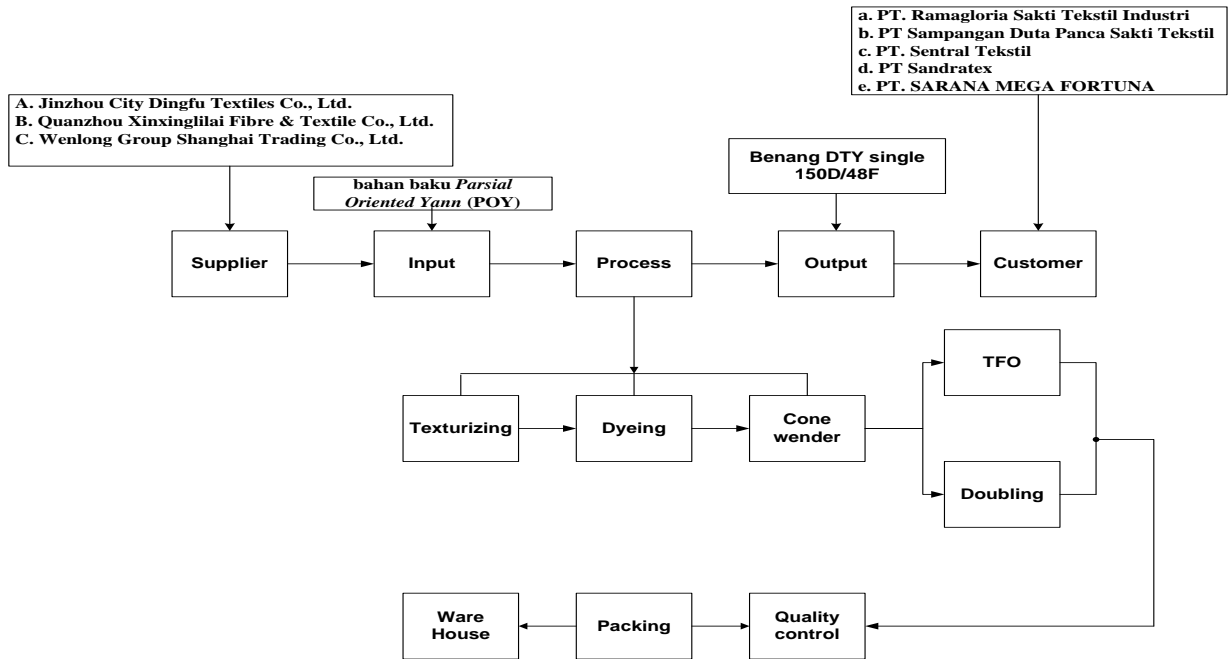 a. PT. Ramagloria Sakti Tekstil Industri
b. PT Sampangan Duta Panca Sakti Tekstil
c. PT. Sentral Tekstil
d. PT Sandratex
e. PT. SARANA MEGA FORTUNA
A. Jinzhou City Dingfu Textiles Co., Ltd.
B. Quanzhou Xinxinglilai Fibre & Textile Co., Ltd.
C. Wenlong Group Shanghai Trading Co., Ltd.
Benang DTY single
150D/48F
bahan baku Parsial
Oriented Yann (POY)
Supplier
Input
Process
Output
Customer
TFO
Texturizing
Dyeing
Cone
wender
Doubling
Ware
House
Packing
Quality
control